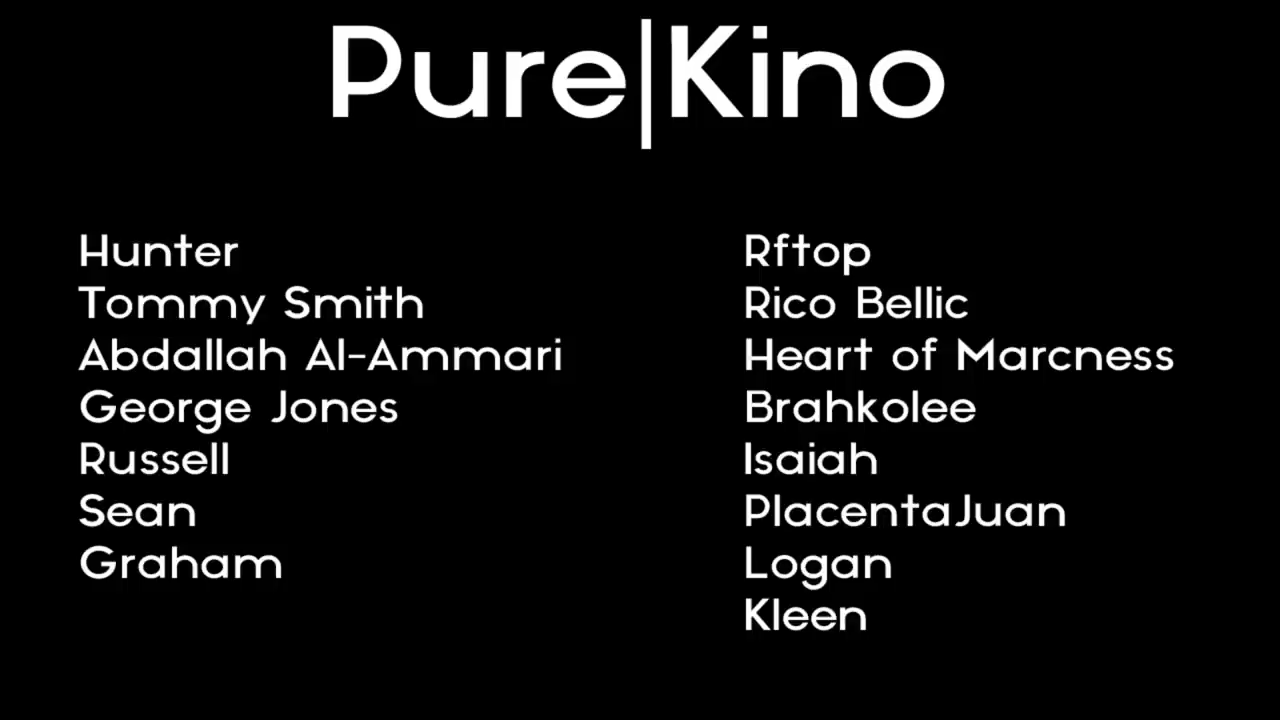 Pure|Kino
Hunter
Tommy Smith
Abdallah Al-Ammari
George Jones
Russell
Sean
Graham
Rftop
Rico Bellic
Heart of Marcness
Brahkolee
Isaiah
PlacentaJuan
Logan
Kleen